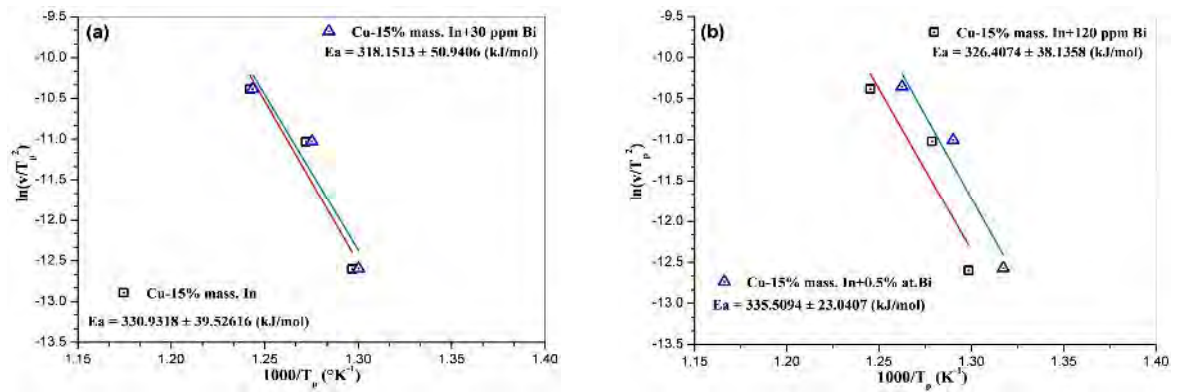 (a)
Cu-15% mass. In+30 ppm Bi
Ea = 318.1513 ± 50.9406 (kJ/mol)
-9.5
-10.0
-10.5
-11.0
-11.5
-12.0
-12.5
-13.0
-13.5
ln(v/Tp²)
Cu-15% mass. In
Ea = 330.9318 ± 39.52616 (kJ/mol)
1.15 1.20 1.25 1.30 1.35 1.40
1000/Tp (°K⁻¹)
(b)
Cu-15% mass. In+120 ppm Bi
Ea = 326.4074 ± 38.1358 (kJ/mol)
-9.5
-10.0
-10.5
-11.0
-11.5
-12.0
-12.5
-13.0
-13.5
ln(v/Tp²)
Cu-15% mass. In+0.5% at.Bi
Ea = 335.5094 ± 23.0407 (kJ/mol)
1.15 1.20 1.25 1.30 1.35 1.40
1000/Tp (K⁻¹)